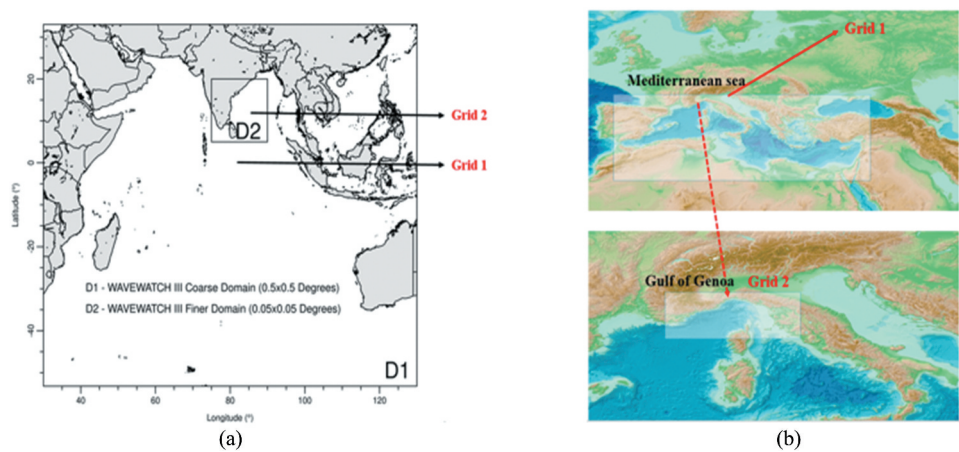 20
0
-20
-40
Latitude (°)
D2
Grid 2
Grid 1
D1 - WAVEWATCH III Coarse Domain (0.5x0.5 Degrees)
D2 - WAVEWATCH III Finer Domain (0.05x0.05 Degrees)
D1
40 60 80 100 120
Longitude (°)
(a)
Grid 1
Mediterranean sea
Gulf of Genoa Grid 2
(b)